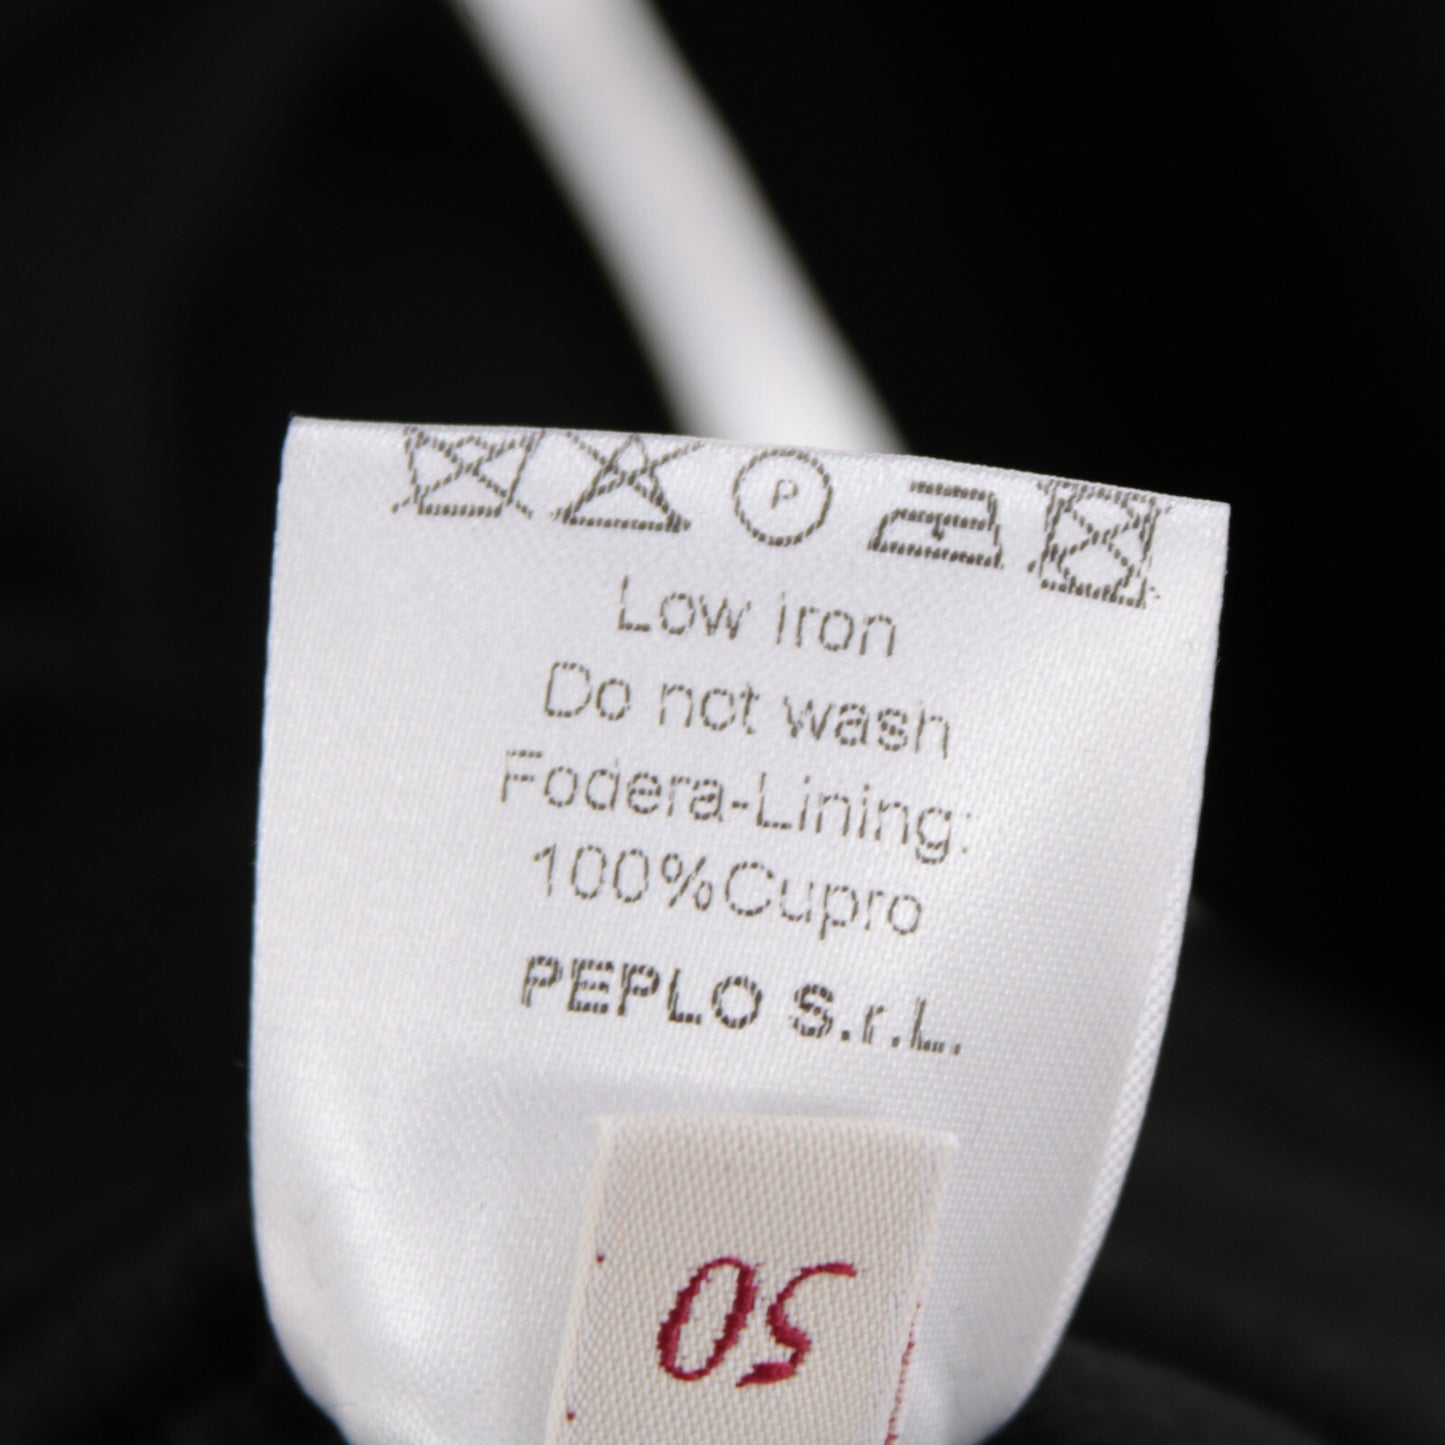 P
Low iron
Do not wash
Fodera-Lining:
100%Cupro
PEPLO S.r.L.
50